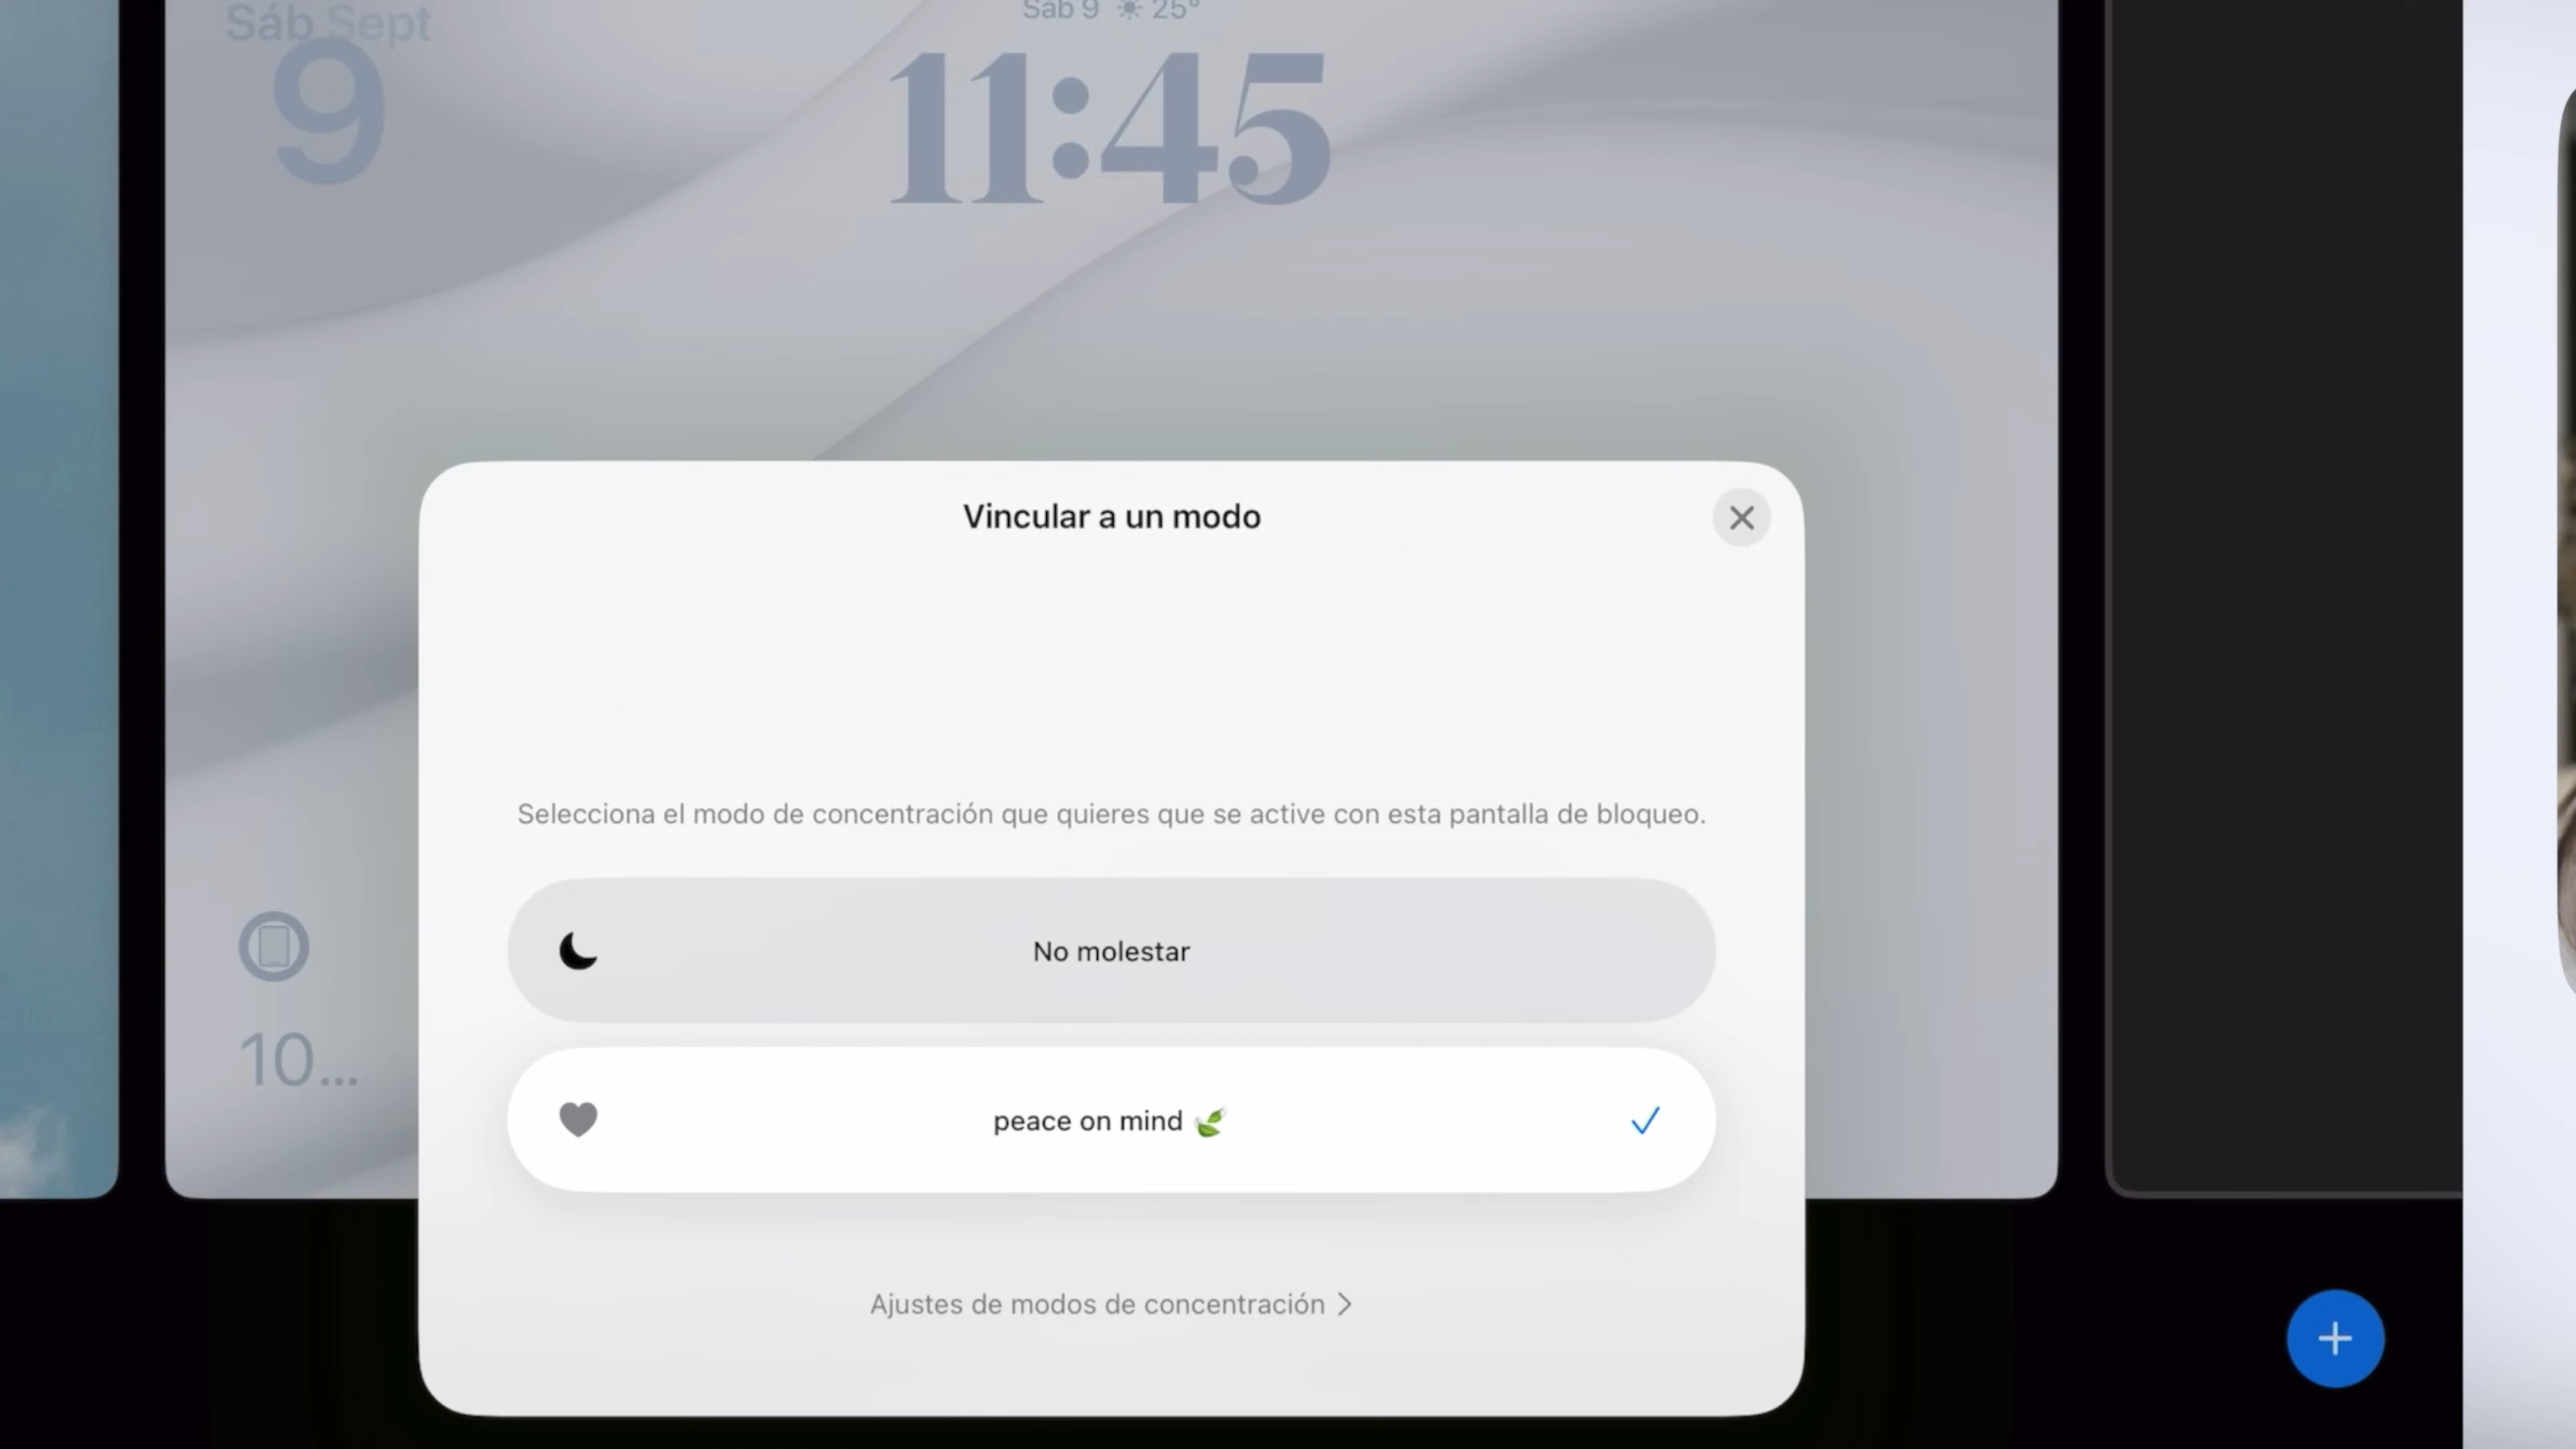 Sáb Sept
9
Sáb 9 25°
11:45
Vincular a un modo
Selecciona el modo de concentración que quieres que se active con esta pantalla de bloqueo.
No molestar
peace on mind 🍃
10...
Ajustes de modos de concentración >